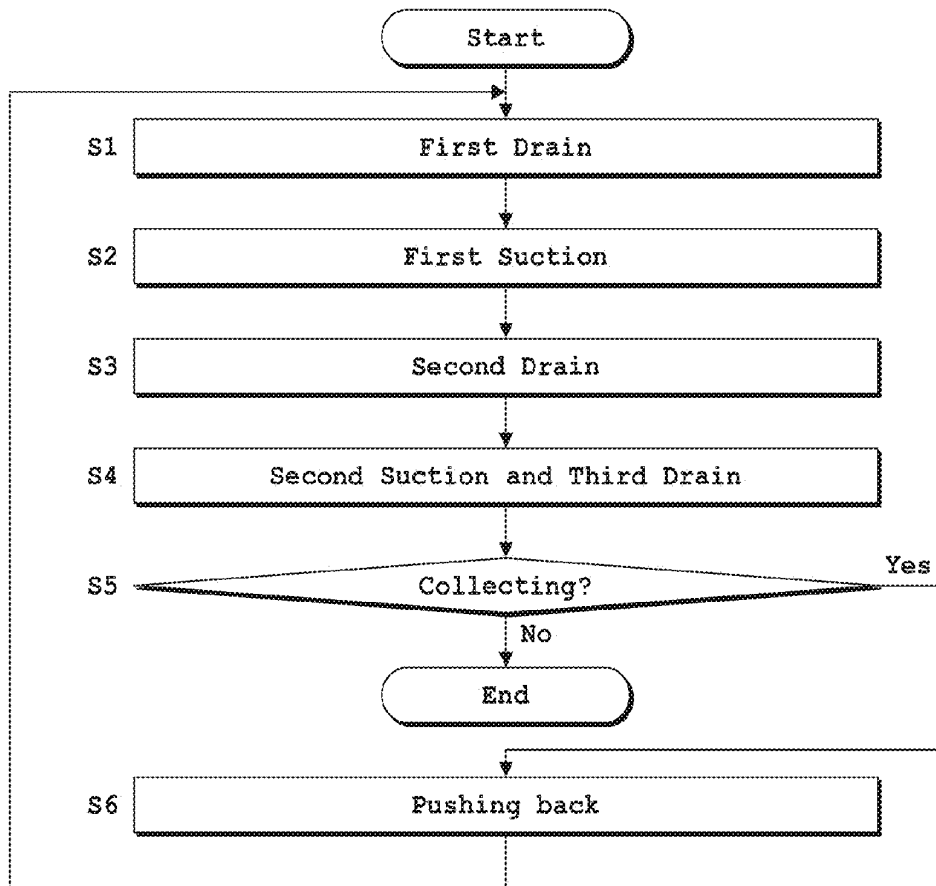 Start
S1 First Drain
S2 First Suction
S3 Second Drain
S4 Second Suction and Third Drain
S5 Collecting? Yes
No
End
S6 Pushing back